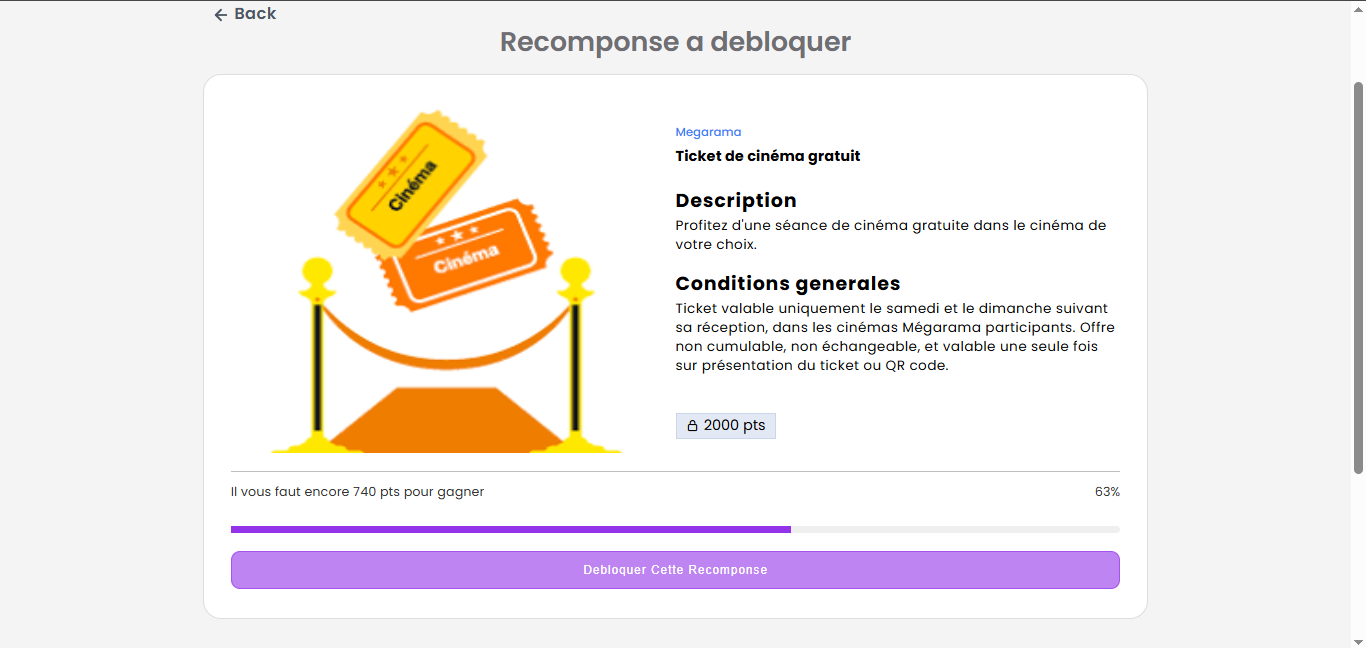 Back
Recomponse a debloquer
Cinéma
Cinéma
Megarama
Ticket de cinéma gratuit
Description
Profitez d'une séance de cinéma gratuite dans le cinéma de
votre choix.
Conditions generales
Ticket valable uniquement le samedi et le dimanche suivant
sa réception, dans les cinémas Mégarama participants. Offre
non cumulable, non échangeable, et valable une seule fois
sur présentation du ticket ou QR code.
2000 pts
Il vous faut encore 740 pts pour gagner 63%
Debloquer Cette Recomponse